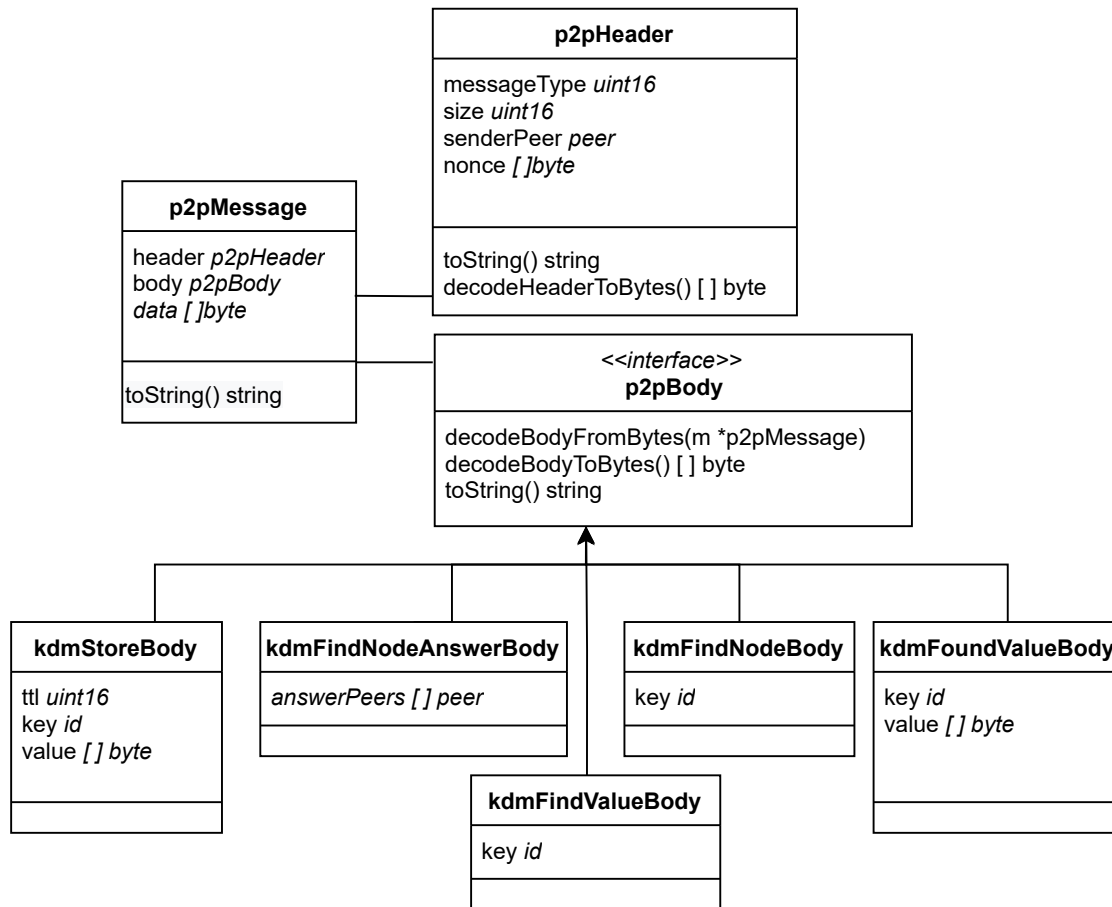 p2pHeader
messageType uint16
size uint16
senderPeer peer
nonce [ ]byte
toString() string
decodeHeaderToBytes() [ ] byte
p2pMessage
header p2pHeader
body p2pBody
data [ ]byte
toString() string
<<interface>>
p2pBody
decodeBodyFromBytes(m *p2pMessage)
decodeBodyToBytes() [ ] byte
toString() string
kdmStoreBody
ttl uint16
key id
value [ ] byte
kdmFindNodeAnswerBody
answerPeers [ ] peer
kdmFindNodeBody
key id
kdmFoundValueBody
key id
value [ ] byte
kdmFindValueBody
key id